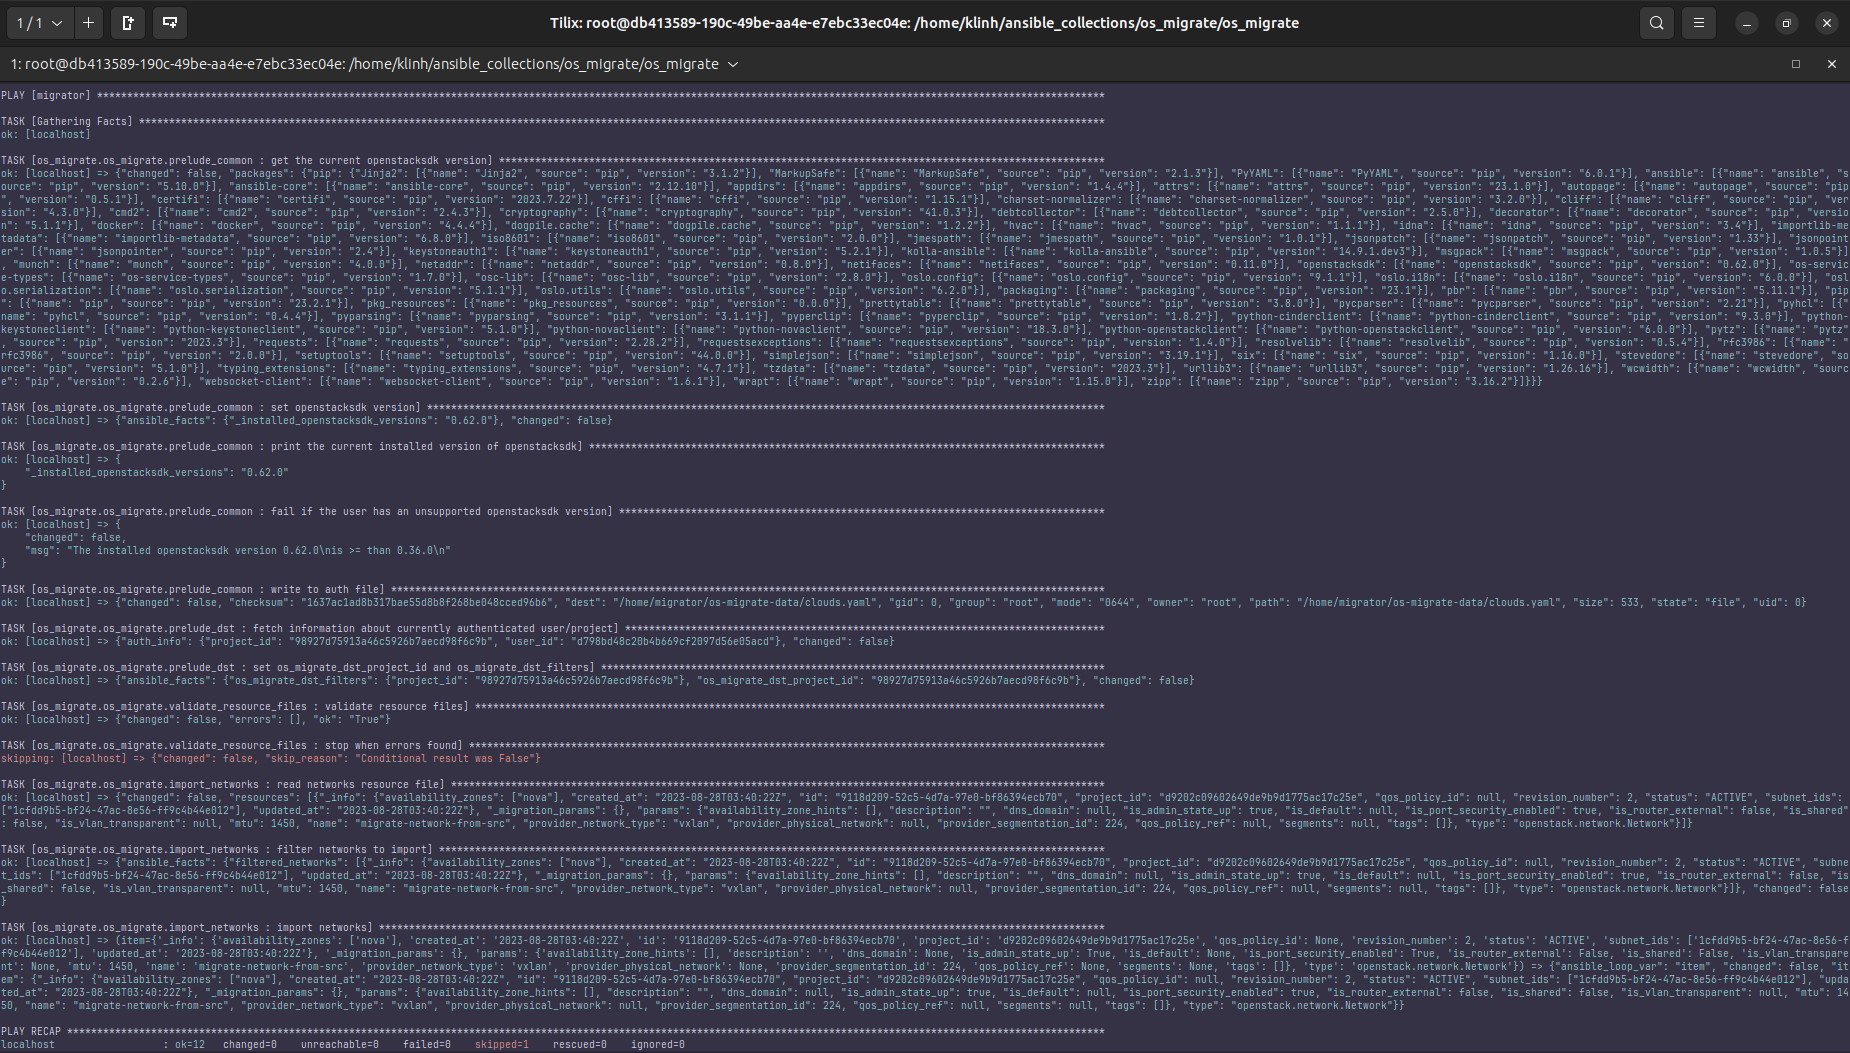 1 / 1
Tilix: root@db413589-190c-49be-aa4e-e7ebc33ec04e: /home/klinh/ansible_collections/os_migrate/os_migrate
1: root@db413589-190c-49be-aa4e-e7ebc33ec04e: /home/klinh/ansible_collections/os_migrate/os_migrate
PLAY [migrator] ****
TASK [Gathering Facts] ****
ok: [localhost]
TASK [os_migrate.os_migrate.prelude_common : get the current openstacksdk version] ****
ok: [localhost] => {"changed": false, "packages": {"pip": {"Jinja2": [{"name": "Jinja2", "source": "pip", "version": "3.1.2"}], "MarkupSafe": [{"name": "MarkupSafe", "source": "pip", "version": "2.1.3"}], "PyYAML": [{"name": "PyYAML", "source": "pip", "version": "6.0.1"}], "ansible": [{"name": "ansible", "s
ource": "pip", "version": "5.10.0"}], "ansible-core": [{"name": "ansible-core", "source": "pip", "version": "2.12.10"}], "appdirs": [{"name": "appdirs", "source": "pip", "version": "1.4.4"}], "attrs": [{"name": "attrs", "source": "pip", "version": "23.1.0"}], "autopage": [{"name": "autopage", "source": "pip"
, "version": "0.5.1"}], "certifi": [{"name": "certifi", "source": "pip", "version": "2023.7.22"}], "cffi": [{"name": "cffi", "source": "pip", "version": "1.15.1"}], "charset-normalizer": [{"name": "charset-normalizer", "source": "pip", "version": "3.2.0"}], "cliff": [{"name": "cliff", "source": "pip", "ver
sion": "4.3.0"}], "cmd2": [{"name": "cmd2", "source": "pip", "version": "2.4.3"}], "cryptography": [{"name": "cryptography", "source": "pip", "version": "41.0.3"}], "debtcollector": [{"name": "debtcollector", "source": "pip", "version": "2.5.0"}], "decorator": [{"name": "decorator", "source": "pip", "versio
n": "5.1.1"}], "docker": [{"name": "docker", "source": "pip", "version": "4.4.4"}], "dogpile.cache": [{"name": "dogpile.cache", "source": "pip", "version": "1.2.2"}], "hvac": [{"name": "hvac", "source": "pip", "version": "1.1.1"}], "idna": [{"name": "idna", "source": "pip", "version": "3.4"}], "importlib-me
tadata": [{"name": "importlib-metadata", "source": "pip", "version": "6.8.0"}], "iso8601": [{"name": "iso8601", "source": "pip", "version": "2.0.0"}], "jmespath": [{"name": "jmespath", "source": "pip", "version": "1.0.1"}], "jsonpatch": [{"name": "jsonpatch", "source": "pip", "version": "1.33"}], "jsonpoint
er": [{"name": "jsonpointer", "source": "pip", "version": "2.4"}], "keystoneauth1": [{"name": "keystoneauth1", "source": "pip", "version": "5.2.1"}], "kolla-ansible": [{"name": "kolla-ansible", "source": "pip", "version": "14.9.1.dev3"}], "msgpack": [{"name": "msgpack", "source": "pip", "version": "1.0.5"}]
, "munch": [{"name": "munch", "source": "pip", "version": "4.0.0"}], "netaddr": [{"name": "netaddr", "source": "pip", "version": "0.8.0"}], "netifaces": [{"name": "netifaces", "source": "pip", "version": "0.11.0"}], "openstacksdk": [{"name": "openstacksdk", "source": "pip", "version": "0.62.0"}], "os-servic
e-types": [{"name": "os-service-types", "source": "pip", "version": "1.7.0"}], "osc-lib": [{"name": "osc-lib", "source": "pip", "version": "2.8.0"}], "oslo.config": [{"name": "oslo.config", "source": "pip", "version": "9.1.1"}], "oslo.i18n": [{"name": "oslo.i18n", "source": "pip", "version": "6.0.0"}], "osl
o.serialization": [{"name": "oslo.serialization", "source": "pip", "version": "5.1.1"}], "oslo.utils": [{"name": "oslo.utils", "source": "pip", "version": "6.2.0"}], "packaging": [{"name": "packaging", "source": "pip", "version": "23.1"}], "pbr": [{"name": "pbr", "source": "pip", "version": "5.11.1"}], "pip
": [{"name": "pip", "source": "pip", "version": "23.2.1"}], "pkg_resources": [{"name": "pkg_resources", "source": "pip", "version": "0.0.0"}], "prettytable": [{"name": "prettytable", "source": "pip", "version": "3.8.0"}], "pycparser": [{"name": "pycparser", "source": "pip", "version": "2.21"}], "pyhcl": [{"
name": "pyhcl", "source": "pip", "version": "0.4.4"}], "pyparsing": [{"name": "pyparsing", "source": "pip", "version": "3.1.1"}], "pyperclip": [{"name": "pyperclip", "source": "pip", "version": "1.8.2"}], "python-cinderclient": [{"name": "python-cinderclient", "source": "pip", "version": "9.3.0"}], "python-
keystoneclient": [{"name": "python-keystoneclient", "source": "pip", "version": "5.1.0"}], "python-novaclient": [{"name": "python-novaclient", "source": "pip", "version": "18.3.0"}], "python-openstackclient": [{"name": "python-openstackclient", "source": "pip", "version": "6.0.0"}], "pytz": [{"name": "pytz"
, "source": "pip", "version": "2023.3"}], "requests": [{"name": "requests", "source": "pip", "version": "2.28.2"}], "requestsexceptions": [{"name": "requestsexceptions", "source": "pip", "version": "1.4.0"}], "resolvelib": [{"name": "resolvelib", "source": "pip", "version": "0.5.4"}], "rfc3986": [{"name": "
rfc3986", "source": "pip", "version": "2.0.0"}], "setuptools": [{"name": "setuptools", "source": "pip", "version": "44.0.0"}], "simplejson": [{"name": "simplejson", "source": "pip", "version": "3.19.1"}], "six": [{"name": "six", "source": "pip", "version": "1.16.0"}], "stevedore": [{"name": "stevedore", "so
urce": "pip", "version": "5.1.0"}], "typing_extensions": [{"name": "typing_extensions", "source": "pip", "version": "4.7.1"}], "tzdata": [{"name": "tzdata", "source": "pip", "version": "2023.3"}], "urllib3": [{"name": "urllib3", "source": "pip", "version": "1.26.16"}], "wcwidth": [{"name": "wcwidth", "sourc
e": "pip", "version": "0.2.6"}], "websocket-client": [{"name": "websocket-client", "source": "pip", "version": "1.6.1"}], "wrapt": [{"name": "wrapt", "source": "pip", "version": "1.15.0"}], "zipp": [{"name": "zipp", "source": "pip", "version": "3.16.2"}]}}}
TASK [os_migrate.os_migrate.prelude_common : set openstacksdk version] ****
ok: [localhost] => {"ansible_facts": {"_installed_openstacksdk_versions": "0.62.0"}, "changed": false}
TASK [os_migrate.os_migrate.prelude_common : print the current installed version of openstacksdk] ****
ok: [localhost] => {
"_installed_openstacksdk_versions": "0.62.0"
}
TASK [os_migrate.os_migrate.prelude_common : fail if the user has an unsupported openstacksdk version] ****
ok: [localhost] => {
"changed": false,
"msg": "The installed openstacksdk version 0.62.0\nis >= than 0.36.0\n"
}
TASK [os_migrate.os_migrate.prelude_common : write to auth file] ****
ok: [localhost] => {"changed": false, "checksum": "1637ac1ad8b317bae55d8b8f268be048cced96b6", "dest": "/home/migrator/os-migrate-data/clouds.yaml", "gid": 0, "group": "root", "mode": "0644", "owner": "root", "path": "/home/migrator/os-migrate-data/clouds.yaml", "size": 533, "state": "file", "uid": 0}
TASK [os_migrate.os_migrate.prelude_dst : fetch information about currently authenticated user/project] ****
ok: [localhost] => {"auth_info": {"project_id": "98927d75913a46c5926b7aecd98f6c9b", "user_id": "d798bd48c20b4b669cf2097d56e05acd"}, "changed": false}
TASK [os_migrate.os_migrate.prelude_dst : set os_migrate_dst_project_id and os_migrate_dst_filters] ****
ok: [localhost] => {"ansible_facts": {"os_migrate_dst_filters": {"project_id": "98927d75913a46c5926b7aecd98f6c9b"}, "os_migrate_dst_project_id": "98927d75913a46c5926b7aecd98f6c9b"}, "changed": false}
TASK [os_migrate.os_migrate.validate_resource_files : validate resource files] ****
ok: [localhost] => {"changed": false, "errors": [], "ok": "True"}
TASK [os_migrate.os_migrate.validate_resource_files : stop when errors found] ****
skipping: [localhost] => {"changed": false, "skip_reason": "Conditional result was False"}
TASK [os_migrate.os_migrate.import_networks : read networks resource file] ****
ok: [localhost] => {"changed": false, "resources": [{"_info": {"availability_zones": ["nova"], "created_at": "2023-08-28T03:40:22Z", "id": "9118d209-52c5-4d7a-97e0-bf86394ecb70", "project_id": "d9202c09602649de9b9d1775ac17c25e", "qos_policy_id": null, "revision_number": 2, "status": "ACTIVE", "subnet_ids":
["1cfdd9b5-bf24-47ac-8e56-ff9c4b44e012"], "updated_at": "2023-08-28T03:40:22Z"}, "_migration_params": {}, "params": {"availability_zone_hints": [], "description": "", "dns_domain": null, "is_admin_state_up": true, "is_default": null, "is_port_security_enabled": true, "is_router_external": false, "is_shared"
: false, "is_vlan_transparent": null, "mtu": 1450, "name": "migrate-network-from-src", "provider_network_type": "vxlan", "provider_physical_network": null, "provider_segmentation_id": 224, "qos_policy_ref": null, "segments": null, "tags": []}, "type": "openstack.network.Network"}]}
TASK [os_migrate.os_migrate.import_networks : filter networks to import] ****
ok: [localhost] => {"ansible_facts": {"filtered_networks": [{"_info": {"availability_zones": ["nova"], "created_at": "2023-08-28T03:40:22Z", "id": "9118d209-52c5-4d7a-97e0-bf86394ecb70", "project_id": "d9202c09602649de9b9d1775ac17c25e", "qos_policy_id": null, "revision_number": 2, "status": "ACTIVE", "subne
t_ids": ["1cfdd9b5-bf24-47ac-8e56-ff9c4b44e012"], "updated_at": "2023-08-28T03:40:22Z"}, "_migration_params": {}, "params": {"availability_zone_hints": [], "description": "", "dns_domain": null, "is_admin_state_up": true, "is_default": null, "is_port_security_enabled": true, "is_router_external": false, "is
_shared": false, "is_vlan_transparent": null, "mtu": 1450, "name": "migrate-network-from-src", "provider_network_type": "vxlan", "provider_physical_network": null, "provider_segmentation_id": 224, "qos_policy_ref": null, "segments": null, "tags": []}, "type": "openstack.network.Network"}]}, "changed": false
}
TASK [os_migrate.os_migrate.import_networks : import networks] ****
ok: [localhost] => (item={'_info': {'availability_zones': ['nova'], 'created_at': '2023-08-28T03:40:22Z', 'id': '9118d209-52c5-4d7a-97e0-bf86394ecb70', 'project_id': 'd9202c09602649de9b9d1775ac17c25e', 'qos_policy_id': None, 'revision_number': 2, 'status': 'ACTIVE', 'subnet_ids': ['1cfdd9b5-bf24-47ac-8e56-f
f9c4b44e012'], 'updated_at': '2023-08-28T03:40:22Z'}, '_migration_params': {}, 'params': {'availability_zone_hints': [], 'description': '', 'dns_domain': None, 'is_admin_state_up': True, 'is_default': None, 'is_port_security_enabled': True, 'is_router_external': False, 'is_shared': False, 'is_vlan_transpare
nt': None, 'mtu': 1450, 'name': 'migrate-network-from-src', 'provider_network_type': 'vxlan', 'provider_physical_network': None, 'provider_segmentation_id': 224, 'qos_policy_ref': None, 'segments': None, 'tags': []}, 'type': 'openstack.network.Network'}) => {"ansible_loop_var": "item", "changed": false, "it
em": {"_info": {"availability_zones": ["nova"], "created_at": "2023-08-28T03:40:22Z", "id": "9118d209-52c5-4d7a-97e0-bf86394ecb70", "project_id": "d9202c09602649de9b9d1775ac17c25e", "qos_policy_id": null, "revision_number": 2, "status": "ACTIVE", "subnet_ids": ["1cfdd9b5-bf24-47ac-8e56-ff9c4b44e012"], "upda
ted_at": "2023-08-28T03:40:22Z"}, "_migration_params": {}, "params": {"availability_zone_hints": [], "description": "", "dns_domain": null, "is_admin_state_up": true, "is_default": null, "is_port_security_enabled": true, "is_router_external": false, "is_shared": false, "is_vlan_transparent": null, "mtu": 14
50, "name": "migrate-network-from-src", "provider_network_type": "vxlan", "provider_physical_network": null, "provider_segmentation_id": 224, "qos_policy_ref": null, "segments": null, "tags": []}, "type": "openstack.network.Network"}}
PLAY RECAP ****
localhost : ok=12 changed=0 unreachable=0 failed=0 skipped=1 rescued=0 ignored=0